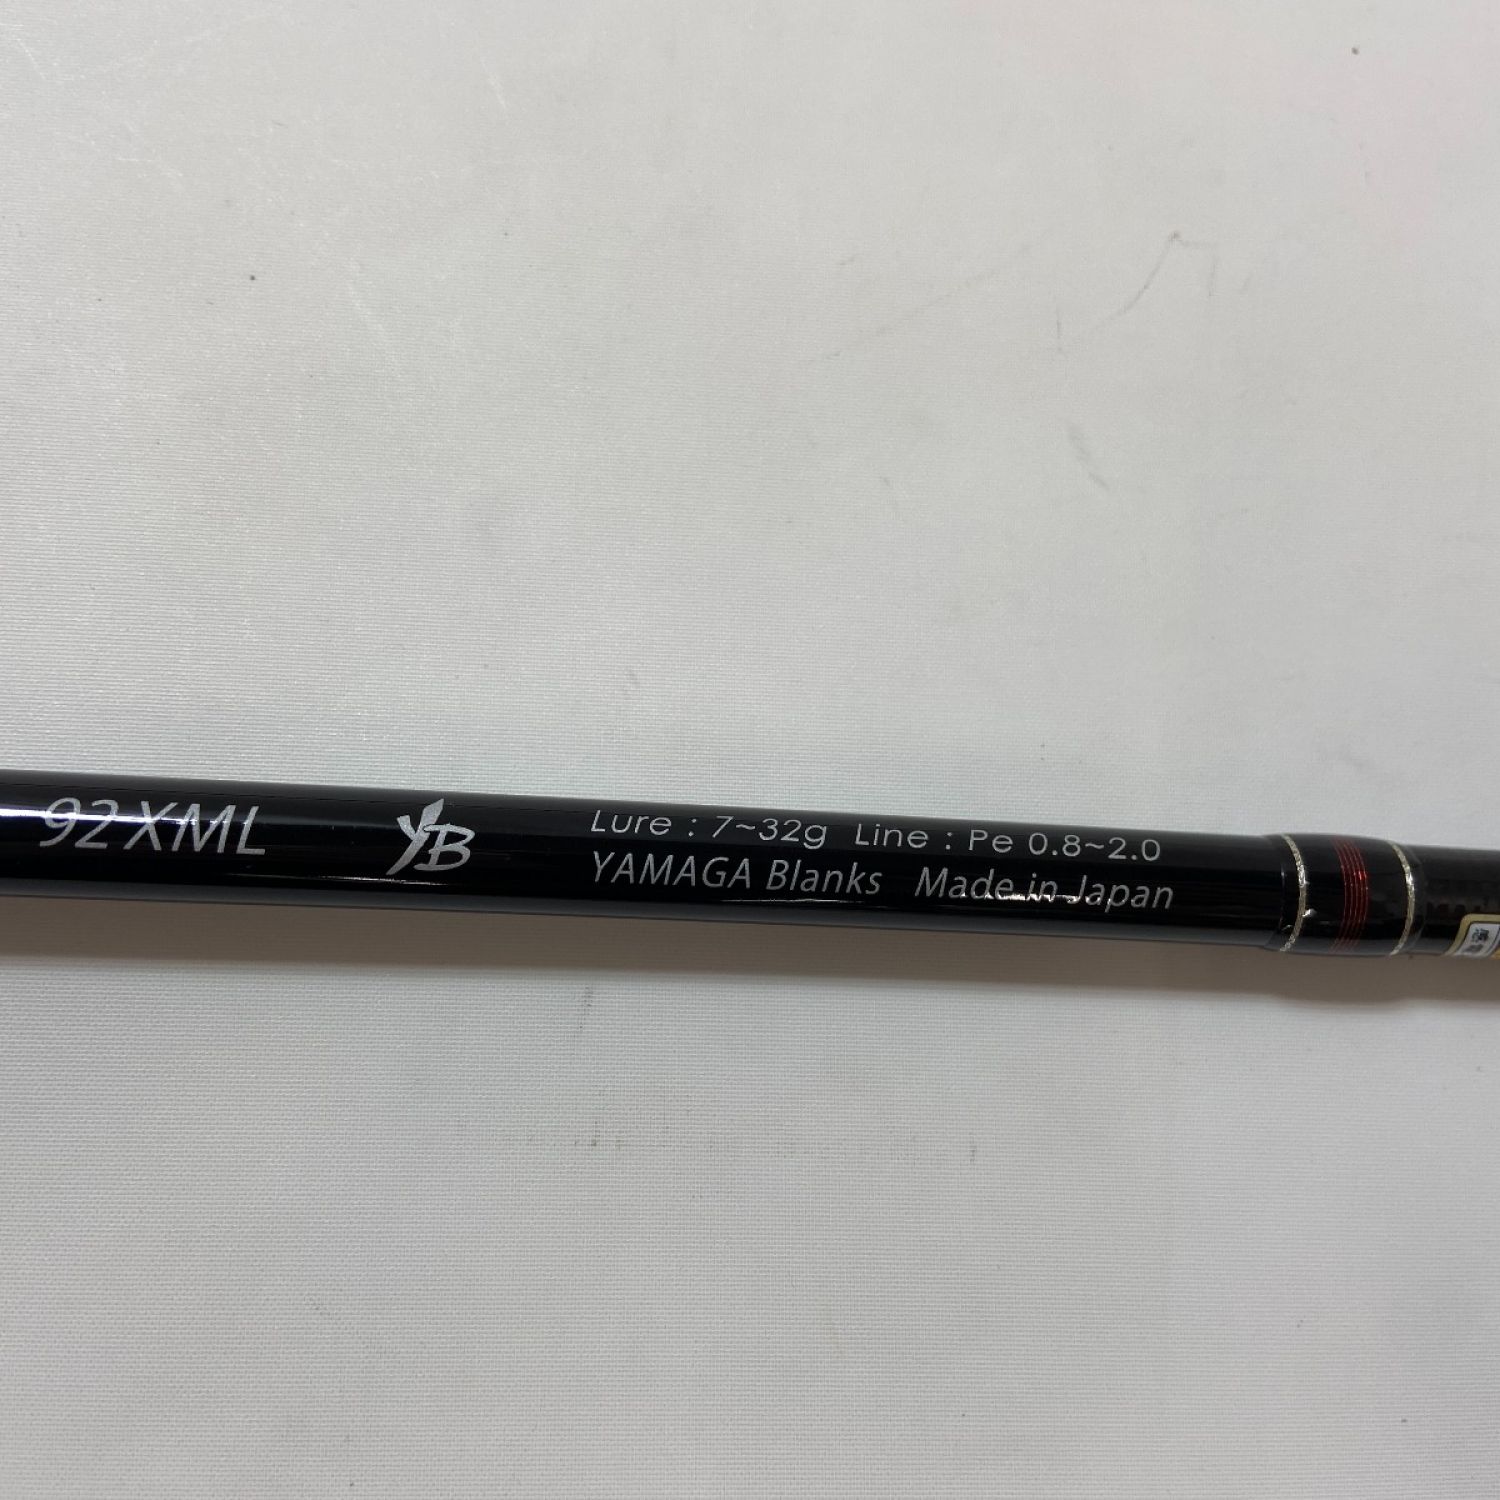 92XML
YB
Lure : 7~32g Line : Pe 0.8~2.0
YAMAGA Blanks Made in Japan